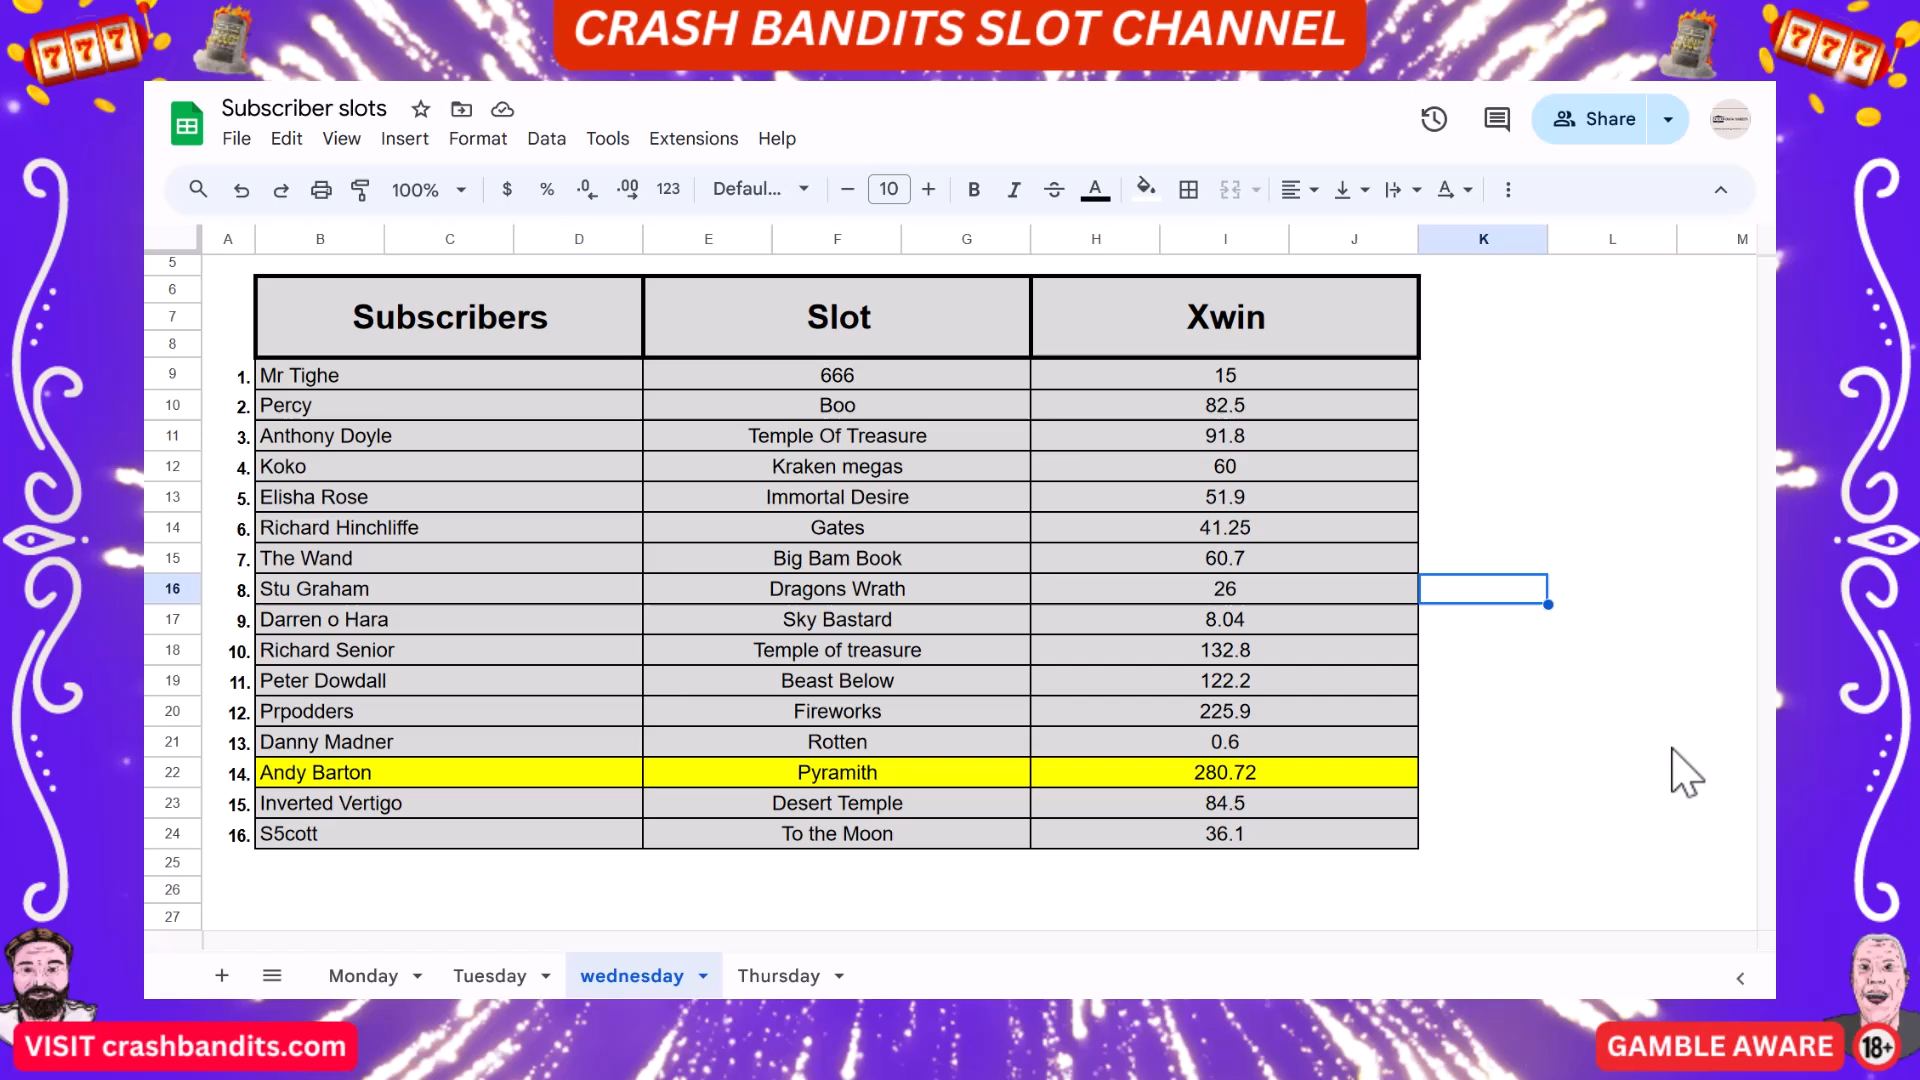 CRASH BANDITS SLOT CHANNEL
777
777
Subscriber slots
Share
File Edit View Insert Format Data Tools Extensions Help
100% $ % .0 .00 123 Defaul... 10 B I A
A B C D E F G H I J K L M
5
6
7 Subscribers Slot Xwin
8
9 1. Mr Tighe 666 15
10 2. Percy Boo 82.5
11 3. Anthony Doyle Temple Of Treasure 91.8
12 4. Koko Kraken megas 60
13 5. Elisha Rose Immortal Desire 51.9
14 6. Richard Hinchliffe Gates 41.25
15 7. The Wand Big Bam Book 60.7
16 8. Stu Graham Dragons Wrath 26
17 9. Darren o Hara Sky Bastard 8.04
18 10. Richard Senior Temple of treasure 132.8
19 11. Peter Dowdall Beast Below 122.2
20 12. Prpodders Fireworks 225.9
21 13. Danny Madner Rotten 0.6
22 14. Andy Barton Pyramith 280.72
23 15. Inverted Vertigo Desert Temple 84.5
24 16. S5cott To the Moon 36.1
25
26
27
Monday Tuesday wednesday Thursday
VISIT crashbandits.com
GAMBLE AWARE 18+